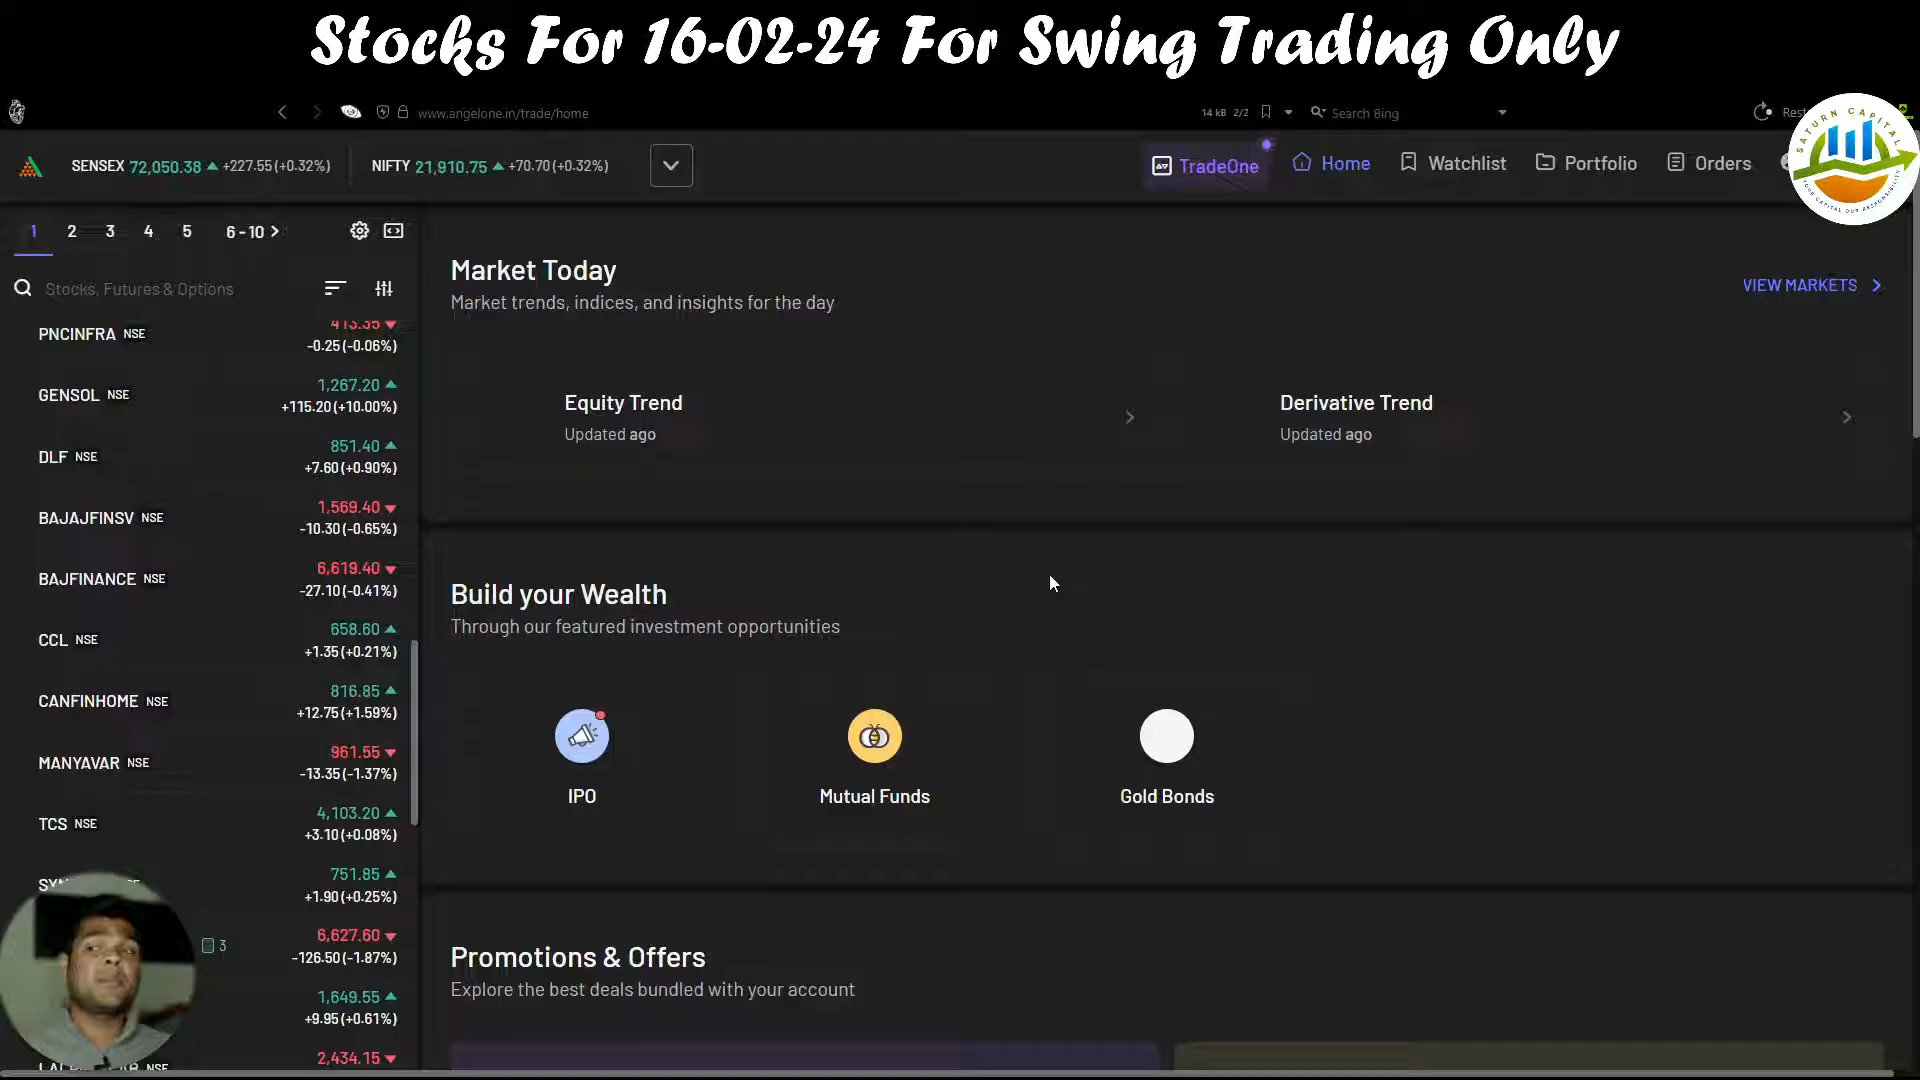 Stocks For 16-02-24 For Swing Trading Only
www.angelone.in/trade/home
14 kB 2/2
Search Bing
SATURN CAPITAL
YOUR CAPITAL OUR RESPONSIBILITY
SENSEX 72,050.38 +227.55 (+0.32%)
NIFTY 21,910.75 +70.70 (+0.32%)
TradeOne
Home
Watchlist
Portfolio
Orders
1 2 3 4 5 6 - 10
Stocks, Futures & Options
PNCINFRA NSE 413.35
-0.25 (-0.06%)
GENSOL NSE 1,267.20
+115.20 (+10.00%)
DLF NSE 851.40
+7.60 (+0.90%)
BAJAJFINSV NSE 1,569.40
-10.30 (-0.65%)
BAJFINANCE NSE 6,619.40
-27.10 (-0.41%)
CCL NSE 658.60
+1.35 (+0.21%)
CANFINHOME NSE 816.85
+12.75 (+1.59%)
MANYAVAR NSE 961.55
-13.35 (-1.37%)
TCS NSE 4,103.20
+3.10 (+0.08%)
751.85
+1.90 (+0.25%)
3 6,627.60
-126.50 (-1.87%)
1,649.55
+9.95 (+0.61%)
NSE 2,434.15
Market Today
Market trends, indices, and insights for the day
VIEW MARKETS
Equity Trend
Updated ago
Derivative Trend
Updated ago
Build your Wealth
Through our featured investment opportunities
IPO
Mutual Funds
Gold Bonds
Promotions & Offers
Explore the best deals bundled with your account